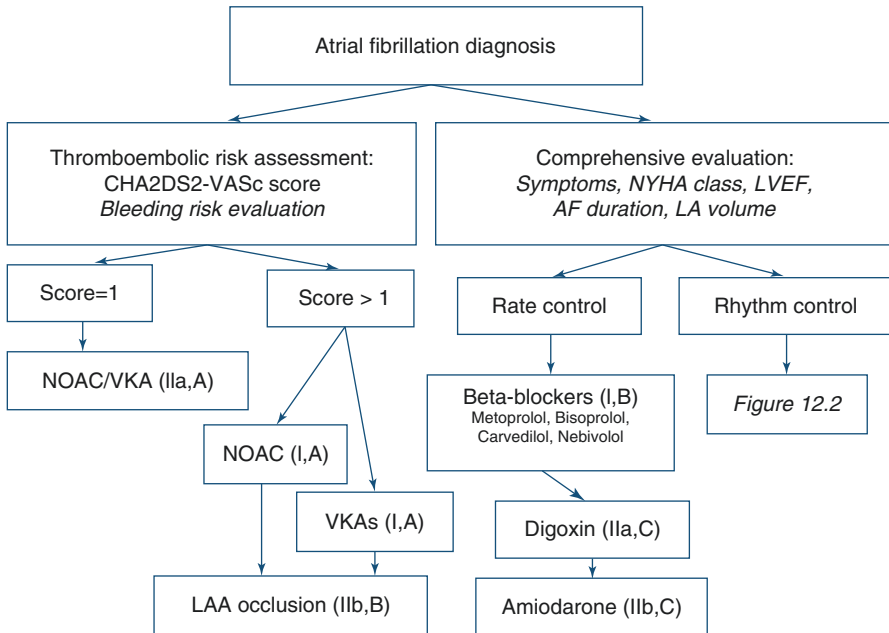 Atrial fibrillation diagnosis
Thromboembolic risk assessment:
CHA2DS2-VASc score
Bleeding risk evaluation
Comprehensive evaluation:
Symptoms, NYHA class, LVEF,
AF duration, LA volume
Score=1
Score > 1
Rate control
Rhythm control
NOAC/VKA (IIa,A)
Beta-blockers (I,B)
Metoprolol, Bisoprolol,
Carvedilol, Nebivolol
Figure 12.2
NOAC (I,A)
VKAs (I,A)
Digoxin (IIa,C)
LAA occlusion (IIb,B)
Amiodarone (IIb,C)